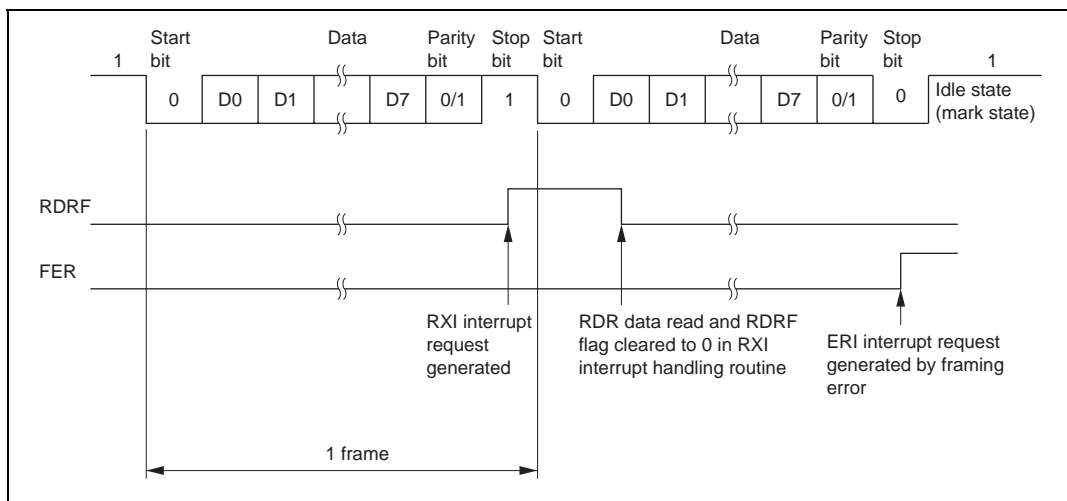 Start bit
Data
Parity bit
Stop bit
Start bit
Data
Parity bit
Stop bit
1
1
0 D0 D1 D7 0/1 1 0 D0 D1 D7 0/1 0
Idle state
(mark state)
RDRF
FER
RXI interrupt
request
generated
RDR data read and RDRF
flag cleared to 0 in RXI
interrupt handling routine
ERI interrupt request
generated by framing
error
1 frame